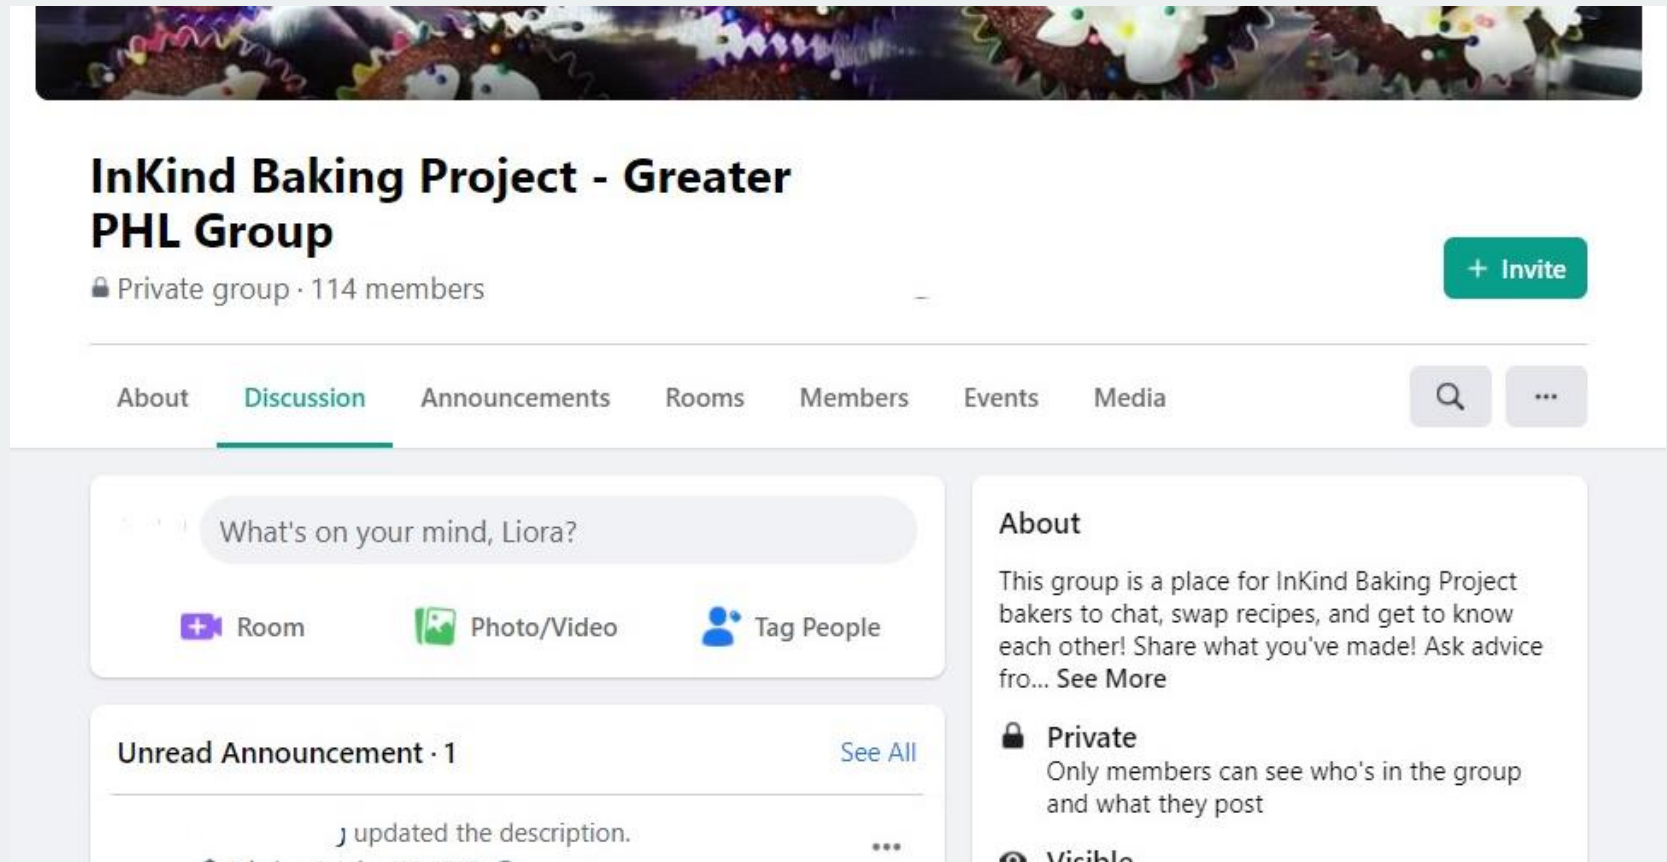 InKind Baking Project - Greater
PHL Group
Private group · 114 members
+ Invite
About
Discussion
Announcements
Rooms
Members
Events
Media
What's on your mind, Liora?
Room
Photo/Video
Tag People
Unread Announcement · 1
See All
updated the description.
About
This group is a place for InKind Baking Project
bakers to chat, swap recipes, and get to know
each other! Share what you've made! Ask advice
fro... See More
Private
Only members can see who's in the group
and what they post
Visible